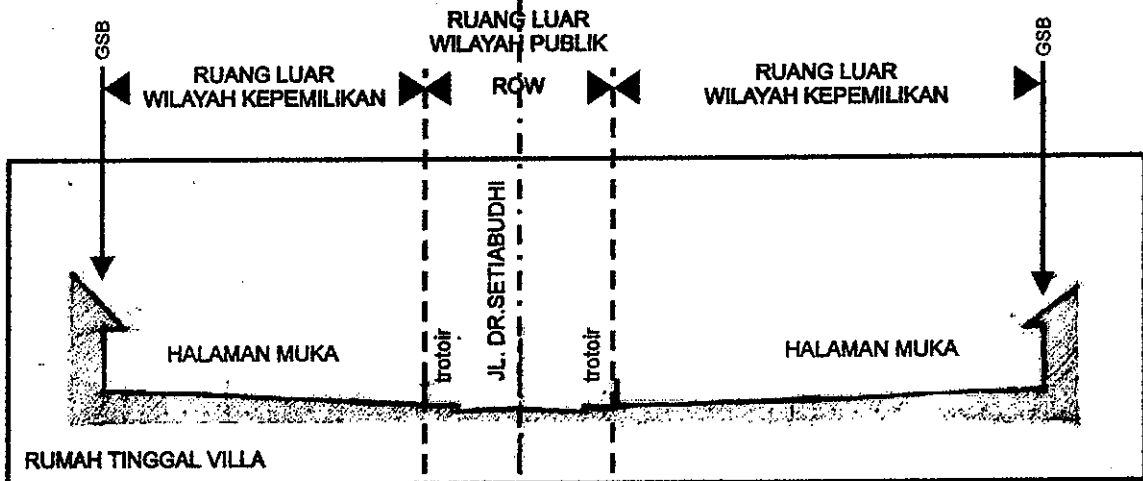 GSB
RUANG LUAR
WILAYAH PUBLIK
GSB
RUANG LUAR
WILAYAH KEPEMILIKAN
ROW
RUANG LUAR
WILAYAH KEPEMILIKAN
JL. DR.SETIABUDHI
HALAMAN MUKA
trotoir
trotoir
HALAMAN MUKA
RUMAH TINGGAL VILLA